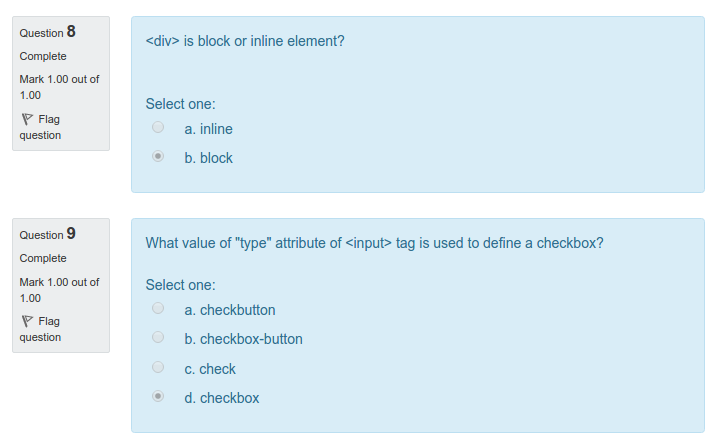 Question 8
Complete
Mark 1.00 out of
1.00
Flag
question
<div> is block or inline element?
Select one:
a. inline
b. block
Question 9
Complete
Mark 1.00 out of
1.00
Flag
question
What value of "type" attribute of <input> tag is used to define a checkbox?
Select one:
a. checkbutton
b. checkbox-button
c. check
d. checkbox